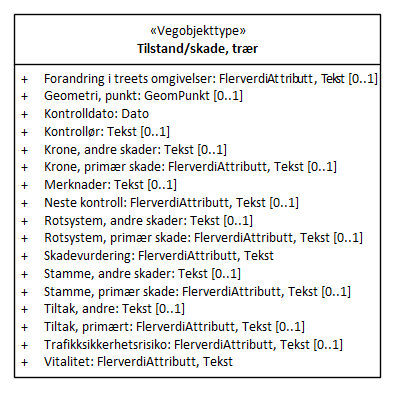 «Vegobjekttype»
Tilstand/skade, trær
+ Forandring i treets omgivelser: FlerverdiAttributt, Tekst [0..1]
+ Geometri, punkt: GeomPunkt [0..1]
+ Kontrolldato: Dato
+ Kontrollør: Tekst [0..1]
+ Krone, andre skader: Tekst [0..1]
+ Krone, primær skade: FlerverdiAttributt, Tekst [0..1]
+ Merknader: Tekst [0..1]
+ Neste kontroll: FlerverdiAttributt, Tekst [0..1]
+ Rotsystem, andre skader: Tekst [0..1]
+ Rotsystem, primær skade: FlerverdiAttributt, Tekst [0..1]
+ Skadevurdering: FlerverdiAttributt, Tekst
+ Stamme, andre skader: Tekst [0..1]
+ Stamme, primær skade: FlerverdiAttributt, Tekst [0..1]
+ Tiltak, andre: Tekst [0..1]
+ Tiltak, primært: FlerverdiAttributt, Tekst [0..1]
+ Trafikksikkerhetsrisiko: FlerverdiAttributt, Tekst [0..1]
+ Vitalitet: FlerverdiAttributt, Tekst